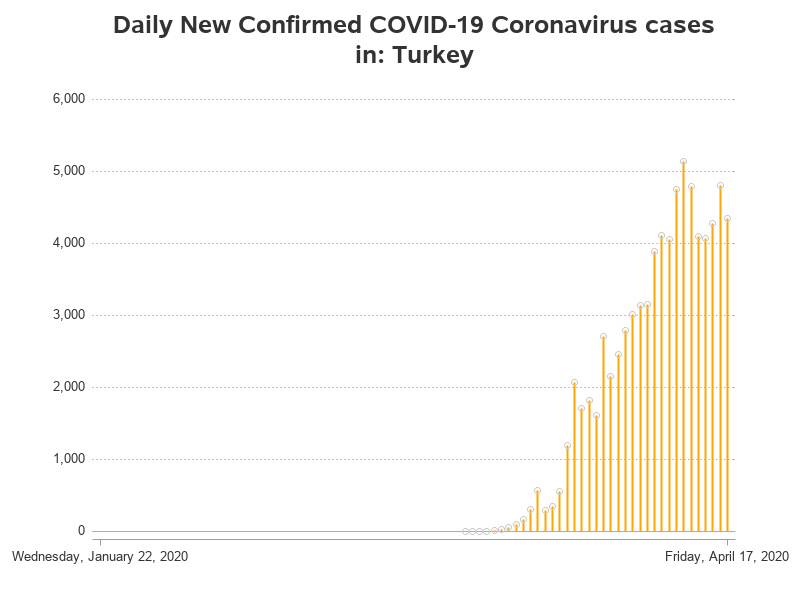 Daily New Confirmed COVID-19 Coronavirus cases
in: Turkey
6,000
5,000
4,000
3,000
2,000
1,000
0
Wednesday, January 22, 2020
Friday, April 17, 2020